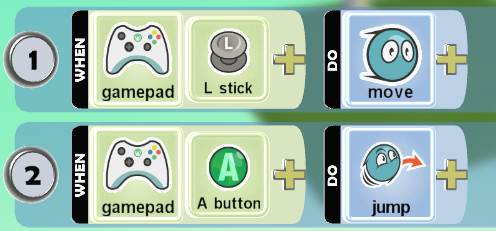 1 WHEN gamepad L L stick DO move
2 WHEN gamepad A A button DO jump